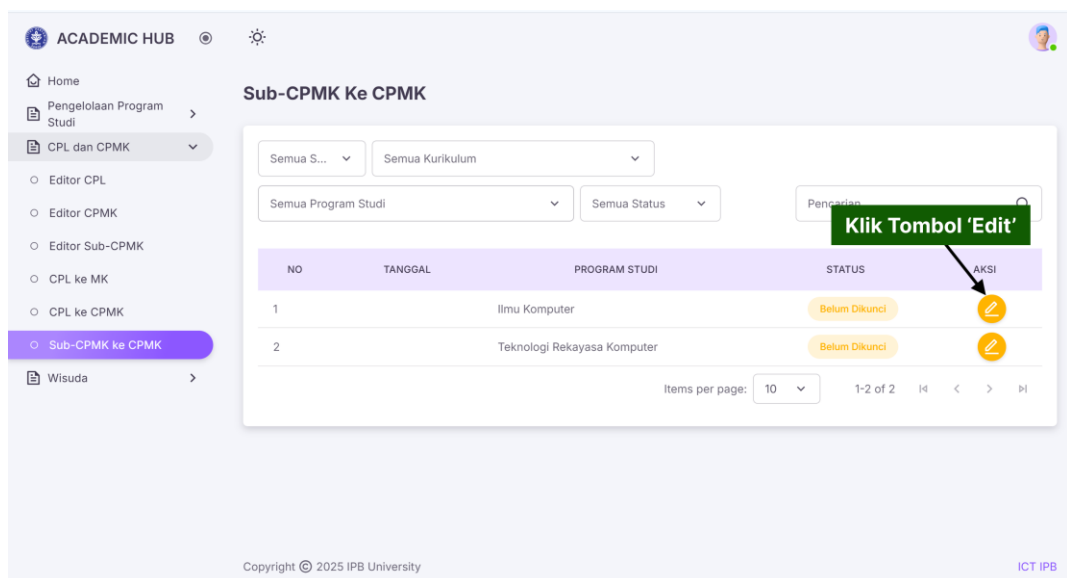 ACADEMIC HUB
Home
Pengelolaan Program
Studi
CPL dan CPMK
Editor CPL
Editor CPMK
Editor Sub-CPMK
CPL ke MK
CPL ke CPMK
Sub-CPMK ke CPMK
Wisuda
Sub-CPMK Ke CPMK
Semua S... Semua Kurikulum
Semua Program Studi Semua Status Pencarian
Klik Tombol ‘Edit’
NO TANGGAL PROGRAM STUDI STATUS AKSI
1 Ilmu Komputer Belum Dikunci
2 Teknologi Rekayasa Komputer Belum Dikunci
Items per page: 10 1-2 of 2
Copyright © 2025 IPB University ICT IPB